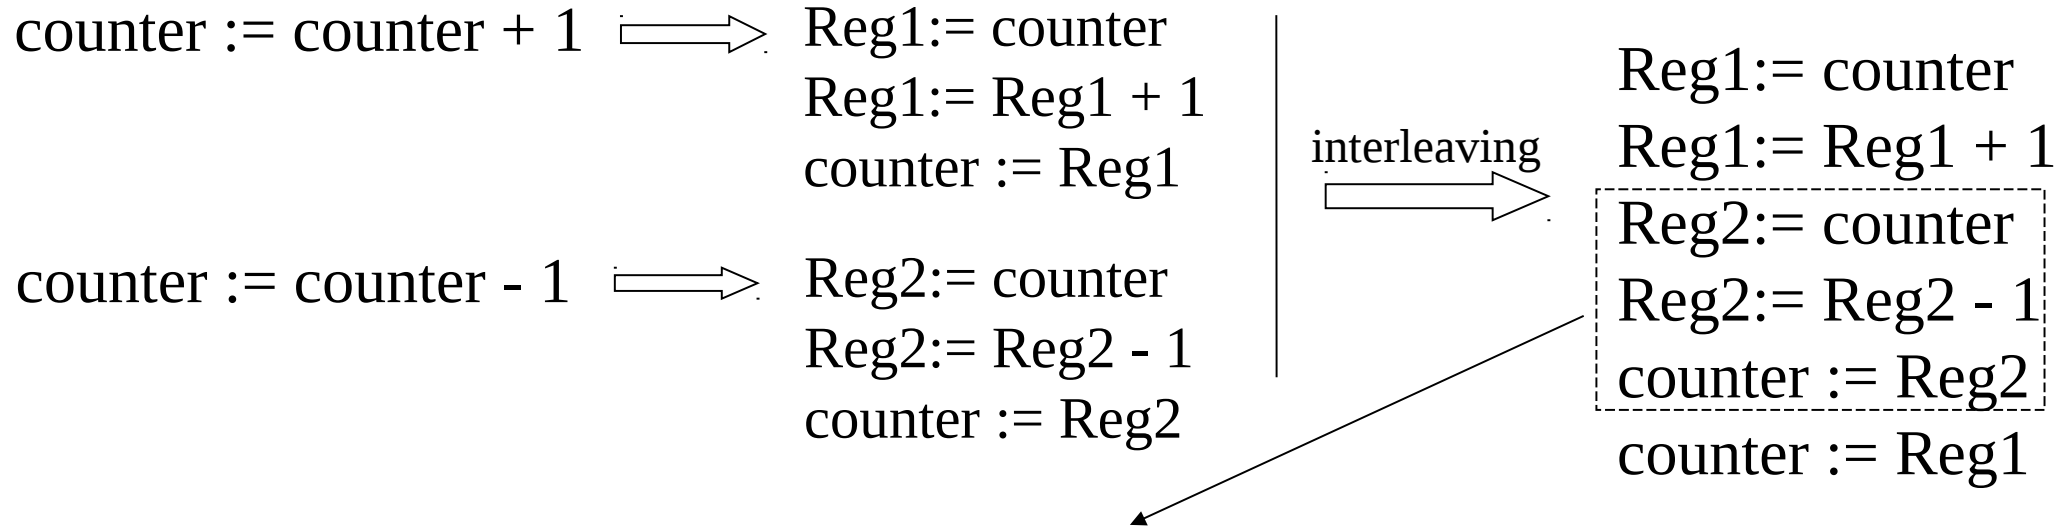 counter := counter + 1
Reg1:= counter
Reg1:= Reg1 + 1
counter := Reg1
counter := counter - 1
Reg2:= counter
Reg2:= Reg2 - 1
counter := Reg2
interleaving
Reg1:= counter
Reg1:= Reg1 + 1
Reg2:= counter
Reg2:= Reg2 - 1
counter := Reg2
counter := Reg1